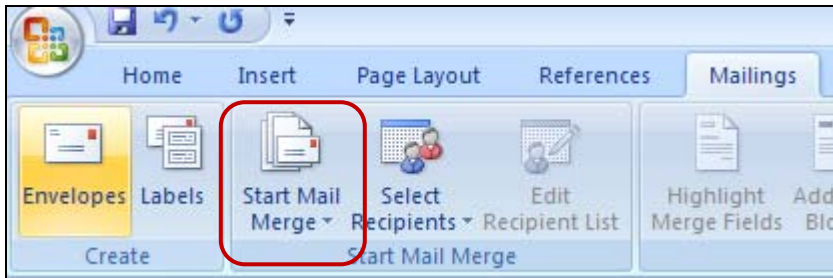 Home Insert Page Layout References Mailings
Envelopes Labels Start Mail Merge Select Recipients Edit Recipient List Highlight Merge Fields
Create Start Mail Merge